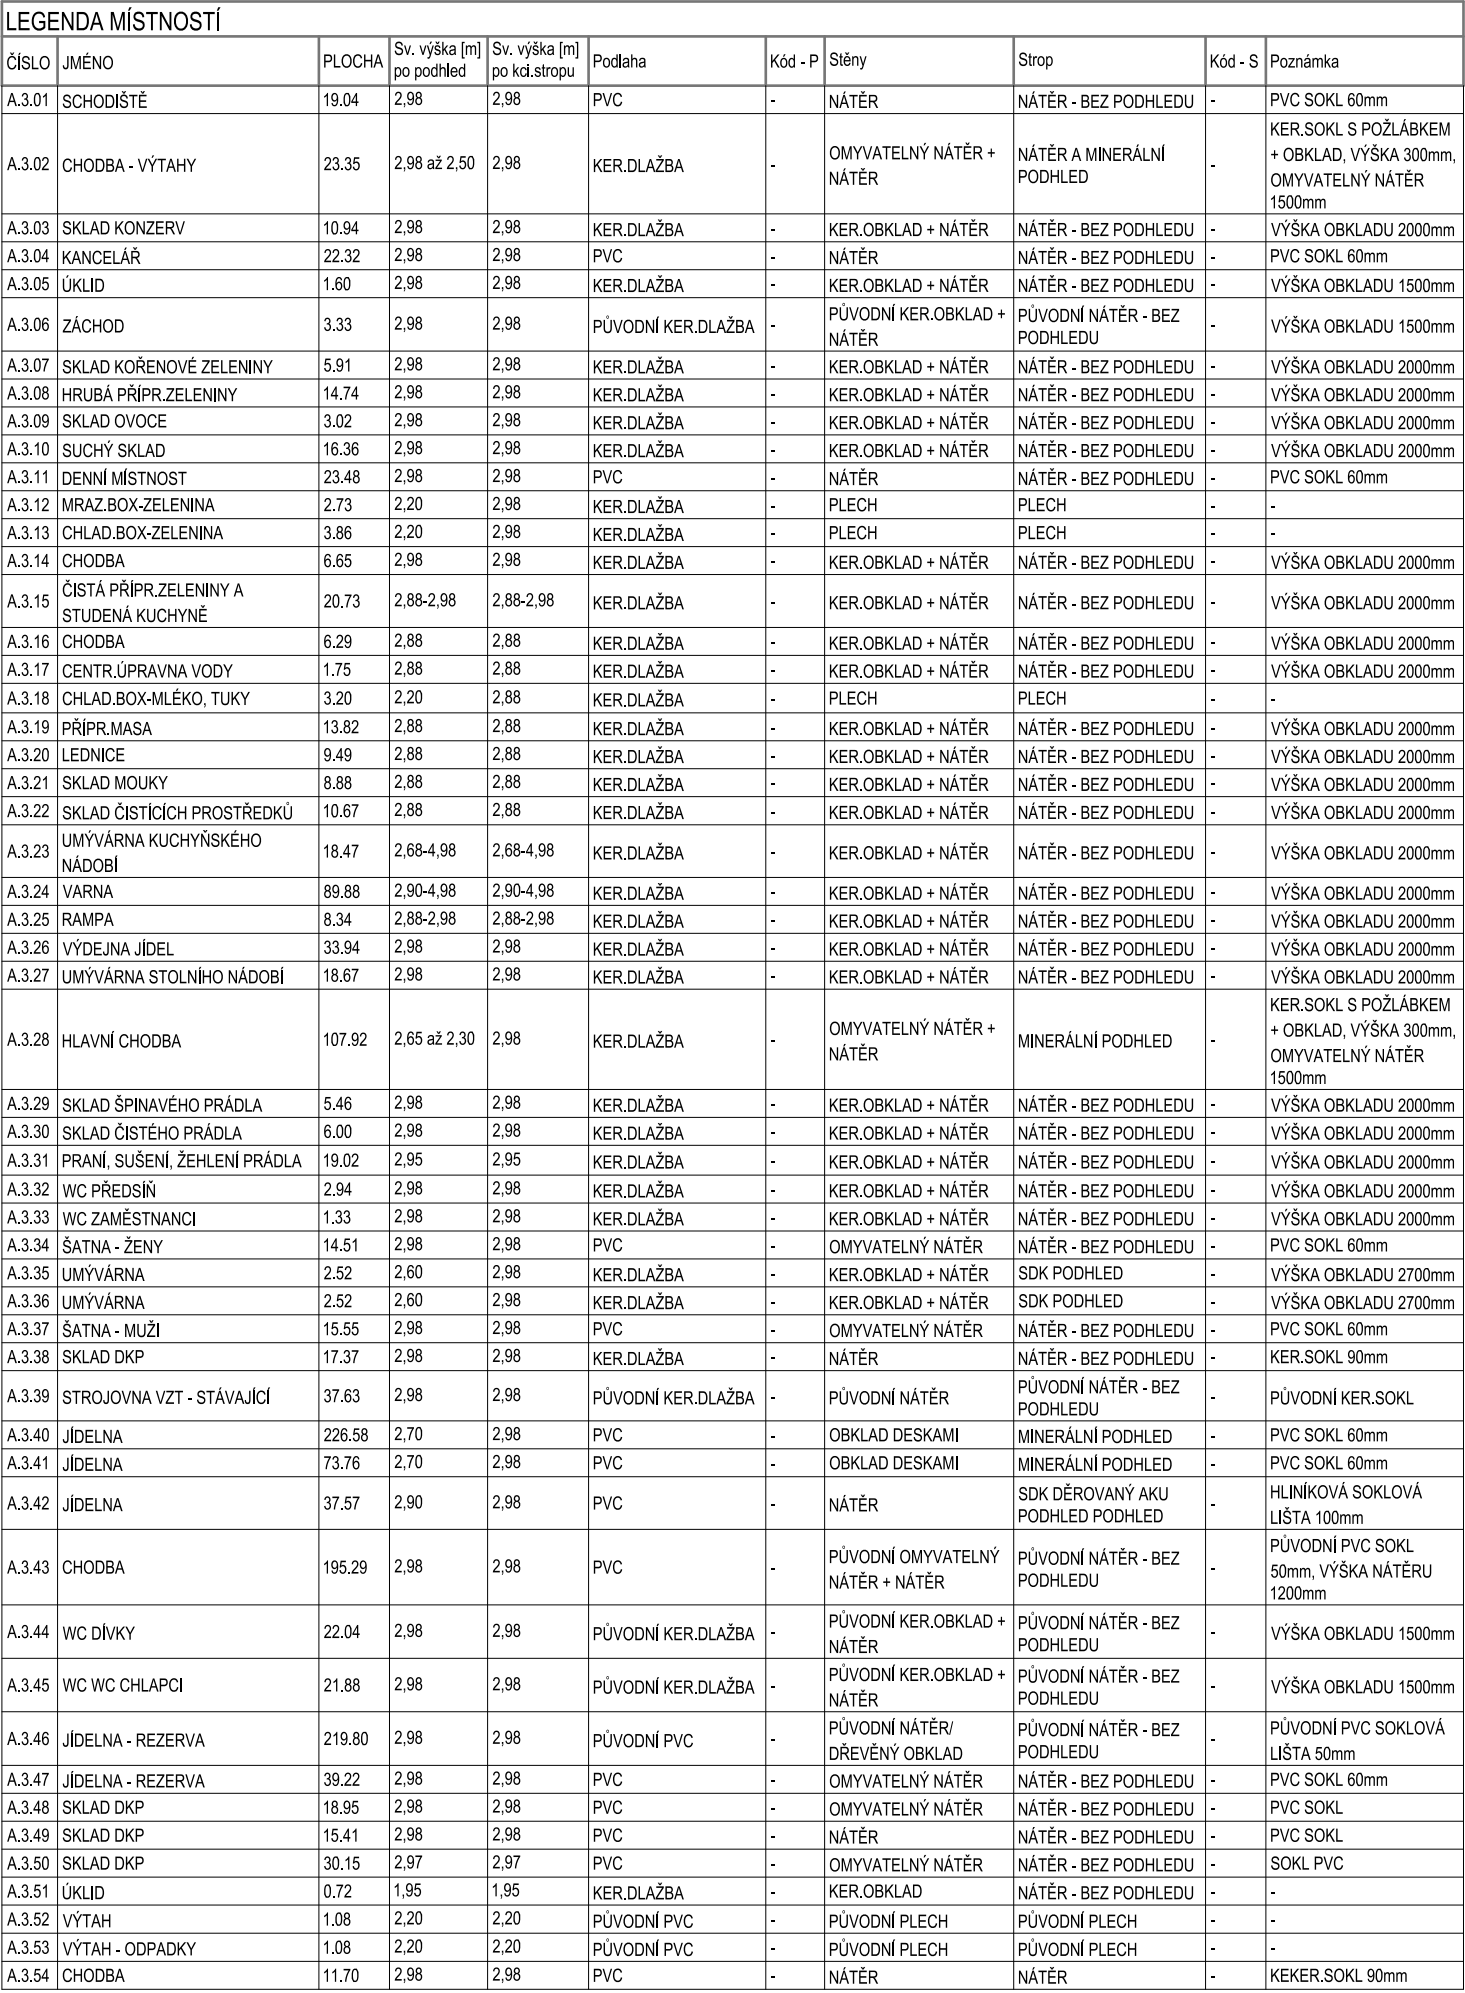 LEGENDA MÍSTNOSTÍ
ČÍSLO JMÉNO PLOCHA Sv. výška [m] po podhled Sv. výška [m] po kci.stropu Podlaha Kód - P Stěny Strop Kód - S Poznámka
A.3.01 SCHODIŠTĚ 19.04 2,98 2,98 PVC - NÁTĚR NÁTĚR - BEZ PODHLEDU - PVC SOKL 60mm
A.3.02 CHODBA - VÝTAHY 23.35 2,98 až 2,50 2,98 KER.DLAŽBA - OMYVATELNÝ NÁTĚR + NÁTĚR NÁTĚR A MINERÁLNÍ PODHLED - KER.SOKL S POŽLÁBKEM + OBKLAD, VÝŠKA 300mm, OMYVATELNÝ NÁTĚR 1500mm
A.3.03 SKLAD KONZERV 10.94 2,98 2,98 KER.DLAŽBA - KER.OBKLAD + NÁTĚR NÁTĚR - BEZ PODHLEDU - VÝŠKA OBKLADU 2000mm
A.3.04 KANCELÁŘ 22.32 2,98 2,98 PVC - NÁTĚR NÁTĚR - BEZ PODHLEDU - PVC SOKL 60mm
A.3.05 ÚKLID 1.60 2,98 2,98 KER.DLAŽBA - KER.OBKLAD + NÁTĚR NÁTĚR - BEZ PODHLEDU - VÝŠKA OBKLADU 1500mm
A.3.06 ZÁCHOD 3.33 2,98 2,98 PŮVODNÍ KER.DLAŽBA - PŮVODNÍ KER.OBKLAD + NÁTĚR PŮVODNÍ NÁTĚR - BEZ PODHLEDU - VÝŠKA OBKLADU 1500mm
A.3.07 SKLAD KOŘENOVÉ ZELENINY 5.91 2,98 2,98 KER.DLAŽBA - KER.OBKLAD + NÁTĚR NÁTĚR - BEZ PODHLEDU - VÝŠKA OBKLADU 2000mm
A.3.08 HRUBÁ PŘÍPR.ZELENINY 14.74 2,98 2,98 KER.DLAŽBA - KER.OBKLAD + NÁTĚR NÁTĚR - BEZ PODHLEDU - VÝŠKA OBKLADU 2000mm
A.3.09 SKLAD OVOCE 3.02 2,98 2,98 KER.DLAŽBA - KER.OBKLAD + NÁTĚR NÁTĚR - BEZ PODHLEDU - VÝŠKA OBKLADU 2000mm
A.3.10 SUCHÝ SKLAD 16.36 2,98 2,98 KER.DLAŽBA - KER.OBKLAD + NÁTĚR NÁTĚR - BEZ PODHLEDU - VÝŠKA OBKLADU 2000mm
A.3.11 DENNÍ MÍSTNOST 23.48 2,98 2,98 PVC - NÁTĚR NÁTĚR - BEZ PODHLEDU - PVC SOKL 60mm
A.3.12 MRAZ.BOX-ZELENINA 2.73 2,20 2,98 KER.DLAŽBA - PLECH PLECH - -
A.3.13 CHLAD.BOX-ZELENINA 3.86 2,20 2,98 KER.DLAŽBA - PLECH PLECH - -
A.3.14 CHODBA 6.65 2,98 2,98 KER.DLAŽBA - KER.OBKLAD + NÁTĚR NÁTĚR - BEZ PODHLEDU - VÝŠKA OBKLADU 2000mm
A.3.15 ČISTÁ PŘÍPR.ZELENINY A STUDENÁ KUCHYNĚ 20.73 2,88-2,98 2,88-2,98 KER.DLAŽBA - KER.OBKLAD + NÁTĚR NÁTĚR - BEZ PODHLEDU - VÝŠKA OBKLADU 2000mm
A.3.16 CHODBA 6.29 2,88 2,88 KER.DLAŽBA - KER.OBKLAD + NÁTĚR NÁTĚR - BEZ PODHLEDU - VÝŠKA OBKLADU 2000mm
A.3.17 CENTR.ÚPRAVNA VODY 1.75 2,88 2,88 KER.DLAŽBA - KER.OBKLAD + NÁTĚR NÁTĚR - BEZ PODHLEDU - VÝŠKA OBKLADU 2000mm
A.3.18 CHLAD.BOX-MLÉKO, TUKY 3.20 2,20 2,88 KER.DLAŽBA - PLECH PLECH - -
A.3.19 PŘÍPR.MASA 13.82 2,88 2,88 KER.DLAŽBA - KER.OBKLAD + NÁTĚR NÁTĚR - BEZ PODHLEDU - VÝŠKA OBKLADU 2000mm
A.3.20 LEDNICE 9.49 2,88 2,88 KER.DLAŽBA - KER.OBKLAD + NÁTĚR NÁTĚR - BEZ PODHLEDU - VÝŠKA OBKLADU 2000mm
A.3.21 SKLAD MOUKY 8.88 2,88 2,88 KER.DLAŽBA - KER.OBKLAD + NÁTĚR NÁTĚR - BEZ PODHLEDU - VÝŠKA OBKLADU 2000mm
A.3.22 SKLAD ČISTÍCÍCH PROSTŘEDKŮ 10.67 2,88 2,88 KER.DLAŽBA - KER.OBKLAD + NÁTĚR NÁTĚR - BEZ PODHLEDU - VÝŠKA OBKLADU 2000mm
A.3.23 UMÝVÁRNA KUCHYŇSKÉHO NÁDOBÍ 18.47 2,68-4,98 2,68-4,98 KER.DLAŽBA - KER.OBKLAD + NÁTĚR NÁTĚR - BEZ PODHLEDU - VÝŠKA OBKLADU 2000mm
A.3.24 VARNA 89.88 2,90-4,98 2,90-4,98 KER.DLAŽBA - KER.OBKLAD + NÁTĚR NÁTĚR - BEZ PODHLEDU - VÝŠKA OBKLADU 2000mm
A.3.25 RAMPA 8.34 2,88-2,98 2,88-2,98 KER.DLAŽBA - KER.OBKLAD + NÁTĚR NÁTĚR - BEZ PODHLEDU - VÝŠKA OBKLADU 2000mm
A.3.26 VÝDEJNA JÍDEL 33.94 2,98 2,98 KER.DLAŽBA - KER.OBKLAD + NÁTĚR NÁTĚR - BEZ PODHLEDU - VÝŠKA OBKLADU 2000mm
A.3.27 UMÝVÁRNA STOLNÍHO NÁDOBÍ 18.67 2,98 2,98 KER.DLAŽBA - KER.OBKLAD + NÁTĚR NÁTĚR - BEZ PODHLEDU - VÝŠKA OBKLADU 2000mm
A.3.28 HLAVNÍ CHODBA 107.92 2,65 až 2,30 2,98 KER.DLAŽBA - OMYVATELNÝ NÁTĚR + NÁTĚR MINERÁLNÍ PODHLED - KER.SOKL S POŽLÁBKEM + OBKLAD, VÝŠKA 300mm, OMYVATELNÝ NÁTĚR 1500mm
A.3.29 SKLAD ŠPINAVÉHO PRÁDLA 5.46 2,98 2,98 KER.DLAŽBA - KER.OBKLAD + NÁTĚR NÁTĚR - BEZ PODHLEDU - VÝŠKA OBKLADU 2000mm
A.3.30 SKLAD ČISTÉHO PRÁDLA 6.00 2,98 2,98 KER.DLAŽBA - KER.OBKLAD + NÁTĚR NÁTĚR - BEZ PODHLEDU - VÝŠKA OBKLADU 2000mm
A.3.31 PRANÍ, SUŠENÍ, ŽEHLENÍ PRÁDLA 19.02 2,95 2,95 KER.DLAŽBA - KER.OBKLAD + NÁTĚR NÁTĚR - BEZ PODHLEDU - VÝŠKA OBKLADU 2000mm
A.3.32 WC PŘEDSÍŇ 2.94 2,98 2,98 KER.DLAŽBA - KER.OBKLAD + NÁTĚR NÁTĚR - BEZ PODHLEDU - VÝŠKA OBKLADU 2000mm
A.3.33 WC ZAMĚSTNANCI 1.33 2,98 2,98 KER.DLAŽBA - KER.OBKLAD + NÁTĚR NÁTĚR - BEZ PODHLEDU - VÝŠKA OBKLADU 2000mm
A.3.34 ŠATNA - ŽENY 14.51 2,98 2,98 PVC - OMYVATELNÝ NÁTĚR NÁTĚR - BEZ PODHLEDU - PVC SOKL 60mm
A.3.35 UMÝVÁRNA 2.52 2,60 2,98 KER.DLAŽBA - KER.OBKLAD + NÁTĚR SDK PODHLED - VÝŠKA OBKLADU 2700mm
A.3.36 UMÝVÁRNA 2.52 2,60 2,98 KER.DLAŽBA - KER.OBKLAD + NÁTĚR SDK PODHLED - VÝŠKA OBKLADU 2700mm
A.3.37 ŠATNA - MUŽI 15.55 2,98 2,98 PVC - OMYVATELNÝ NÁTĚR NÁTĚR - BEZ PODHLEDU - PVC SOKL 60mm
A.3.38 SKLAD DKP 17.37 2,98 2,98 KER.DLAŽBA - NÁTĚR NÁTĚR - BEZ PODHLEDU - KER.SOKL 90mm
A.3.39 STROJOVNA VZT - STÁVAJÍCÍ 37.63 2,98 2,98 PŮVODNÍ KER.DLAŽBA - PŮVODNÍ NÁTĚR PŮVODNÍ NÁTĚR - BEZ PODHLEDU - PŮVODNÍ KER.SOKL
A.3.40 JÍDELNA 226.58 2,70 2,98 PVC - OBKLAD DESKAMI MINERÁLNÍ PODHLED - PVC SOKL 60mm
A.3.41 JÍDELNA 73.76 2,70 2,98 PVC - OBKLAD DESKAMI MINERÁLNÍ PODHLED - PVC SOKL 60mm
A.3.42 JÍDELNA 37.57 2,90 2,98 PVC - NÁTĚR SDK DĚROVANÝ AKU PODHLED PODHLED - HLINÍKOVÁ SOKLOVÁ LIŠTA 100mm
A.3.43 CHODBA 195.29 2,98 2,98 PVC - PŮVODNÍ OMYVATELNÝ NÁTĚR + NÁTĚR PŮVODNÍ NÁTĚR - BEZ PODHLEDU - PŮVODNÍ PVC SOKL 50mm, VÝŠKA NÁTĚRU 1200mm
A.3.44 WC DÍVKY 22.04 2,98 2,98 PŮVODNÍ KER.DLAŽBA - PŮVODNÍ KER.OBKLAD + NÁTĚR PŮVODNÍ NÁTĚR - BEZ PODHLEDU - VÝŠKA OBKLADU 1500mm
A.3.45 WC WC CHLAPCI 21.88 2,98 2,98 PŮVODNÍ KER.DLAŽBA - PŮVODNÍ KER.OBKLAD + NÁTĚR PŮVODNÍ NÁTĚR - BEZ PODHLEDU - VÝŠKA OBKLADU 1500mm
A.3.46 JÍDELNA - REZERVA 219.80 2,98 2,98 PŮVODNÍ PVC - PŮVODNÍ NÁTĚR/ DŘEVĚNÝ OBKLAD PŮVODNÍ NÁTĚR - BEZ PODHLEDU - PŮVODNÍ PVC SOKLOVÁ LIŠTA 50mm
A.3.47 JÍDELNA - REZERVA 39.22 2,98 2,98 PVC - OMYVATELNÝ NÁTĚR NÁTĚR - BEZ PODHLEDU - PVC SOKL 60mm
A.3.48 SKLAD DKP 18.95 2,98 2,98 PVC - OMYVATELNÝ NÁTĚR NÁTĚR - BEZ PODHLEDU - PVC SOKL
A.3.49 SKLAD DKP 15.41 2,98 2,98 PVC - NÁTĚR NÁTĚR - BEZ PODHLEDU - PVC SOKL
A.3.50 SKLAD DKP 30.15 2,97 2,97 PVC - OMYVATELNÝ NÁTĚR NÁTĚR - BEZ PODHLEDU - SOKL PVC
A.3.51 ÚKLID 0.72 1,95 1,95 KER.DLAŽBA - KER.OBKLAD NÁTĚR - BEZ PODHLEDU - -
A.3.52 VÝTAH 1.08 2,20 2,20 PŮVODNÍ PVC - PŮVODNÍ PLECH PŮVODNÍ PLECH - -
A.3.53 VÝTAH - ODPADKY 1.08 2,20 2,20 PŮVODNÍ PVC - PŮVODNÍ PLECH PŮVODNÍ PLECH - -
A.3.54 CHODBA 11.70 2,98 2,98 PVC - NÁTĚR NÁTĚR - KEKER.SOKL 90mm